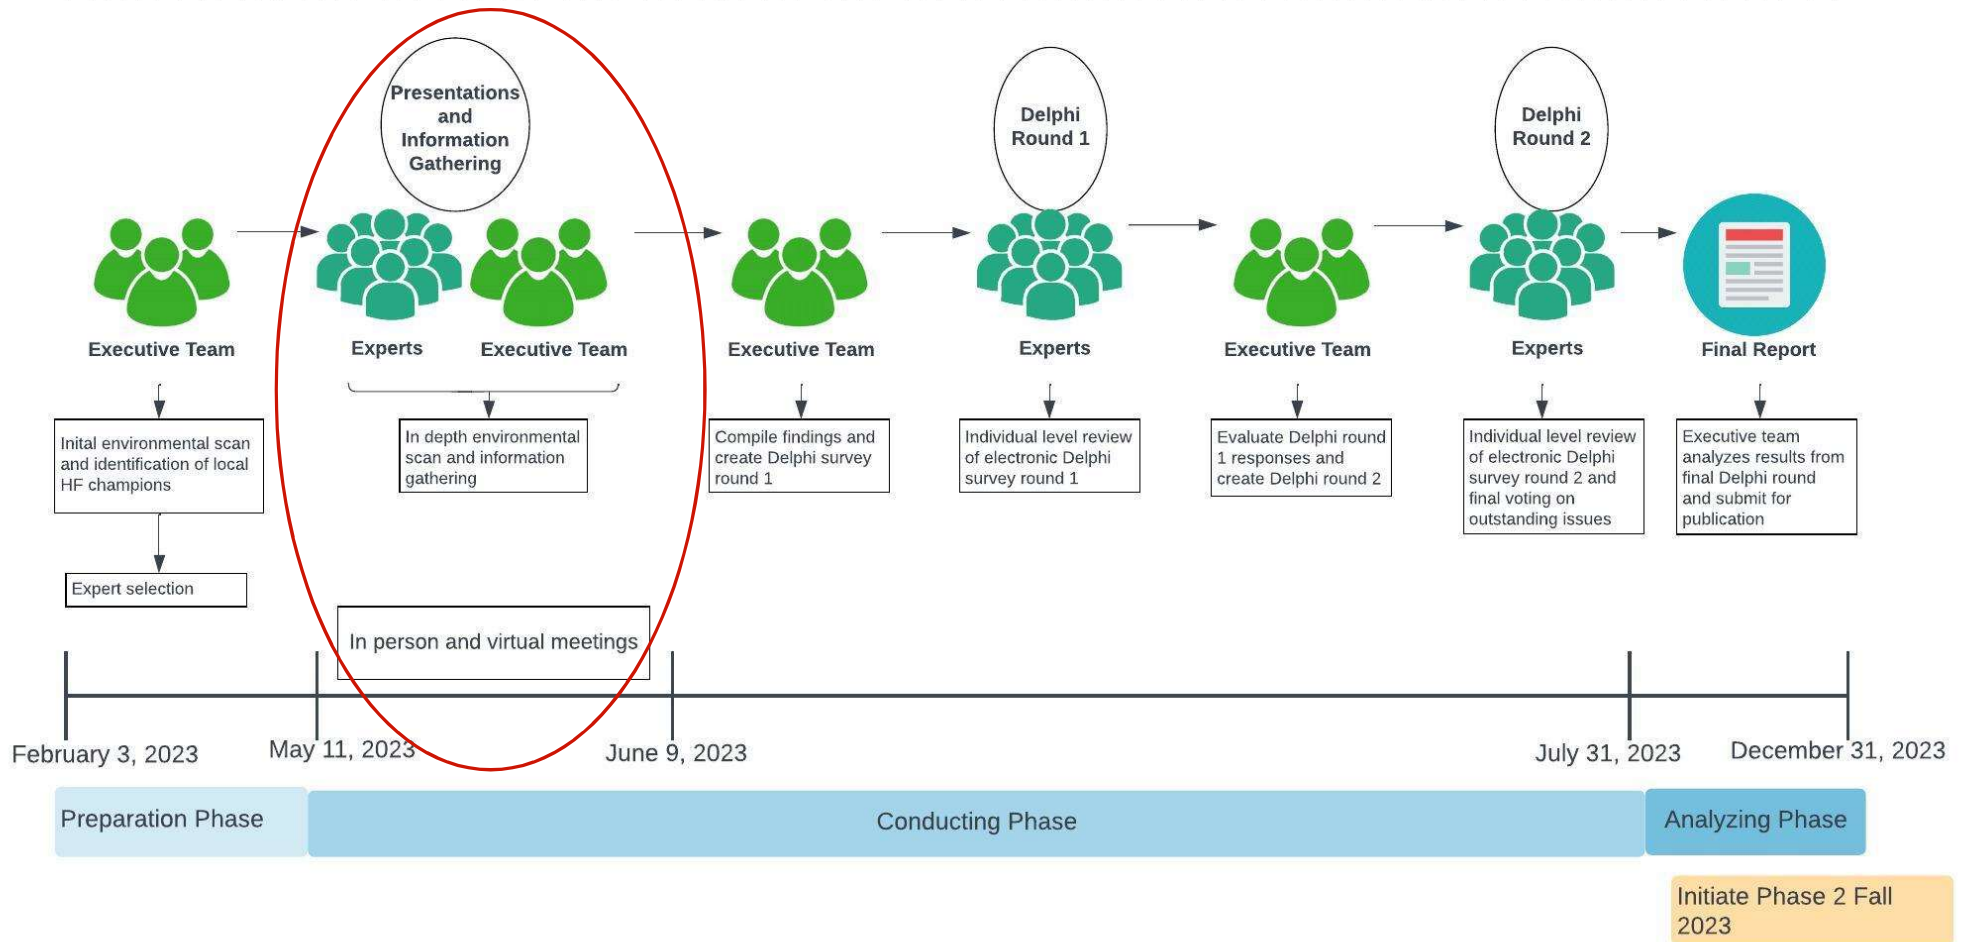 Presentations
and
Information
Gathering
Delphi
Round 1
Delphi
Round 2
Executive Team
Experts
Executive Team
Executive Team
Experts
Executive Team
Experts
Final Report
Inital environmental scan
and identification of local
HF champions
In depth environmental
scan and information
gathering
Compile findings and
create Delphi survey
round 1
Individual level review
of electronic Delphi
survey round 1
Evaluate Delphi round
1 responses and
create Delphi round 2
Individual level review
of electronic Delphi
survey round 2 and
final voting on
outstanding issues
Executive team
analyzes results from
final Delphi round
and submit for
publication
Expert selection
In person and virtual meetings
February 3, 2023
May 11, 2023
June 9, 2023
July 31, 2023
December 31, 2023
Preparation Phase
Conducting Phase
Analyzing Phase
Initiate Phase 2 Fall
2023